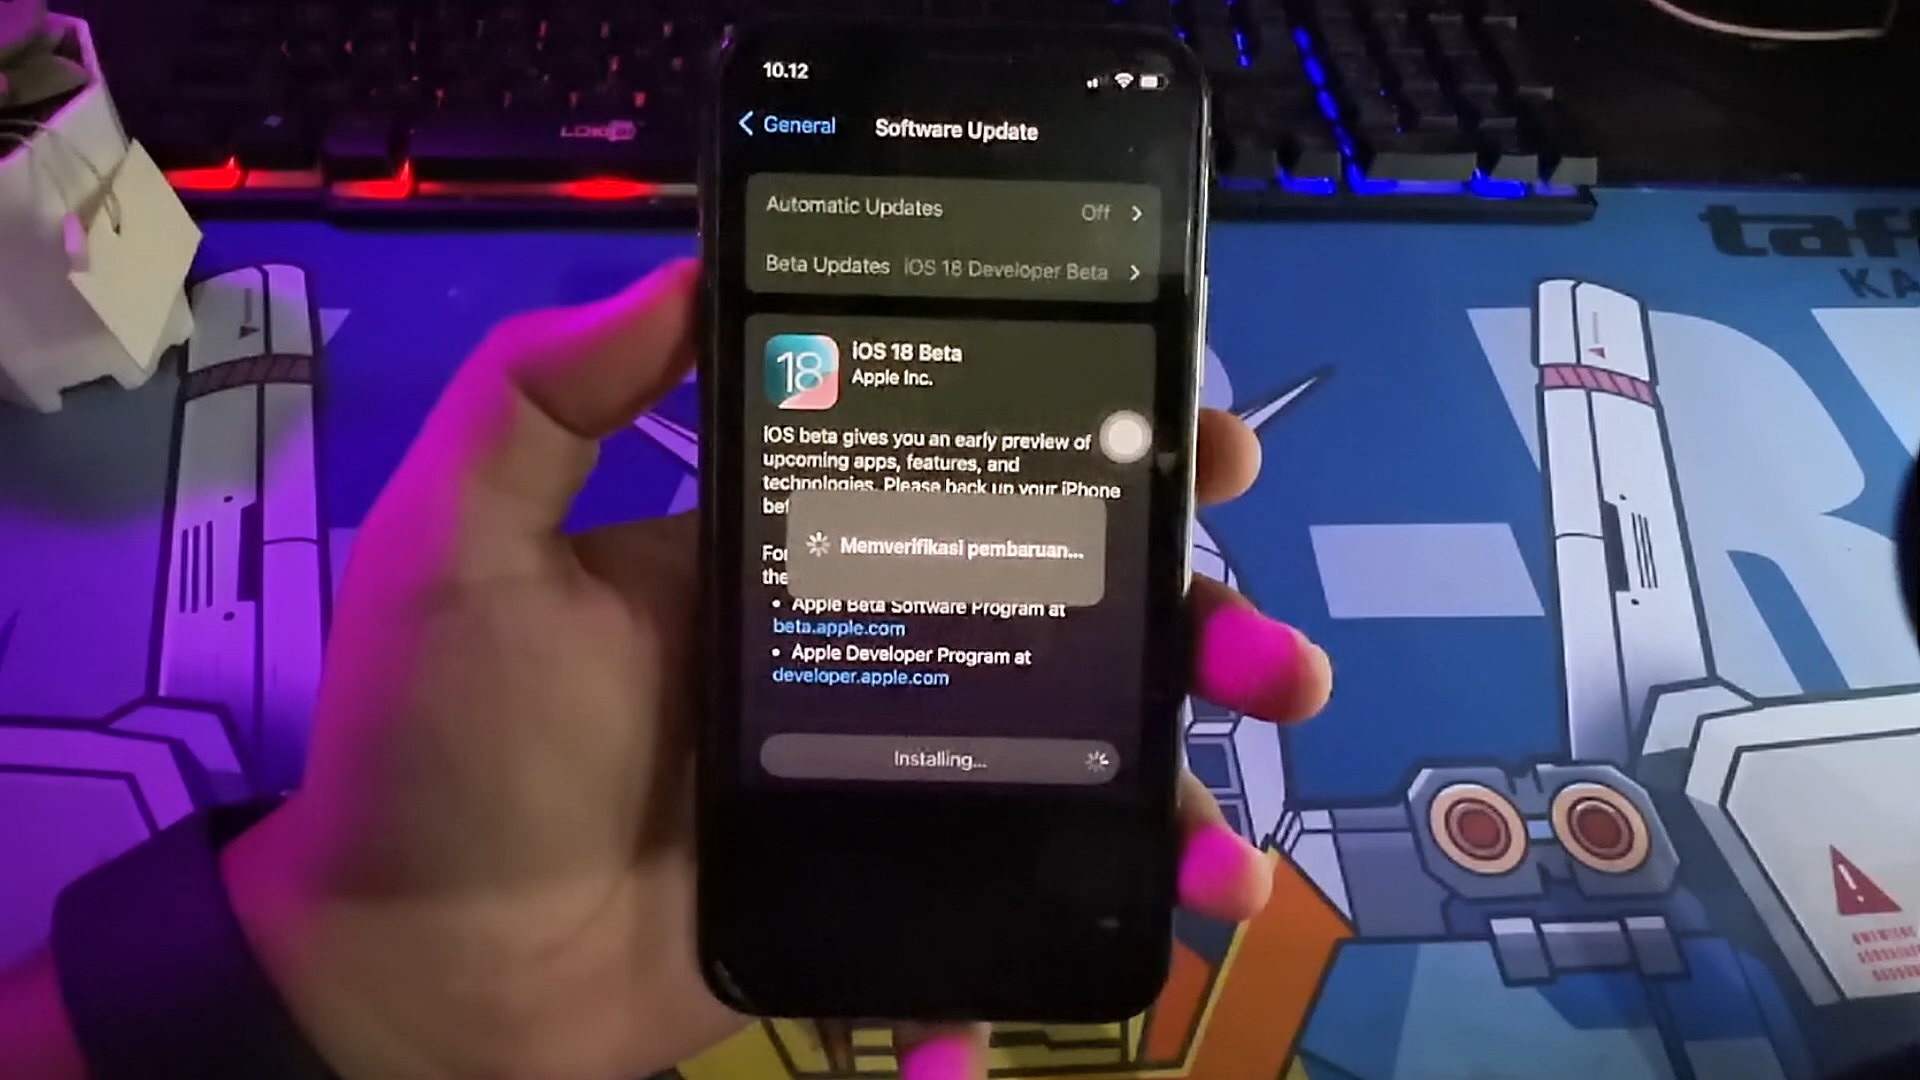 10.12
General
Software Update
Automatic Updates Off
Beta Updates iOS 18 Developer Beta
18
iOS 18 Beta
Apple Inc.
iOS beta gives you an early preview of
upcoming apps, features, and
technologies. Please back up your iPhone
Memverifikasi pembaruan...
the
• Apple Beta Software Program at
beta.apple.com
• Apple Developer Program at
developer.apple.com
Installing...